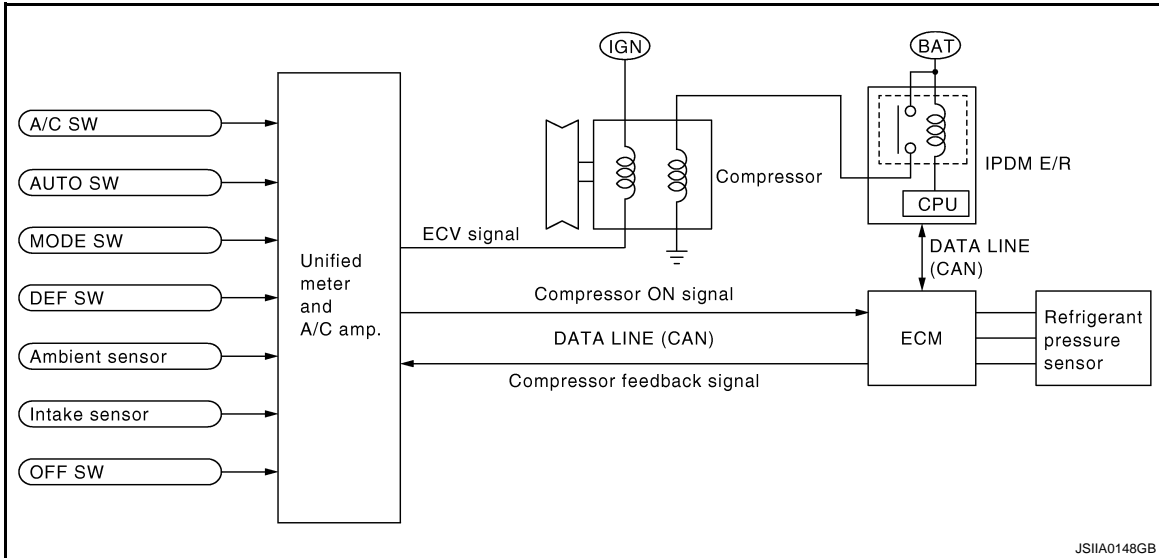 IGN
BAT
A/C SW
AUTO SW
MODE SW
DEF SW
Ambient sensor
Intake sensor
OFF SW
Unified
meter
and
A/C amp.
ECV signal
Compressor
IPDM E/R
CPU
DATA LINE
(CAN)
Compressor ON signal
DATA LINE (CAN)
Compressor feedback signal
ECM
Refrigerant
pressure
sensor
JSIIA0148GB